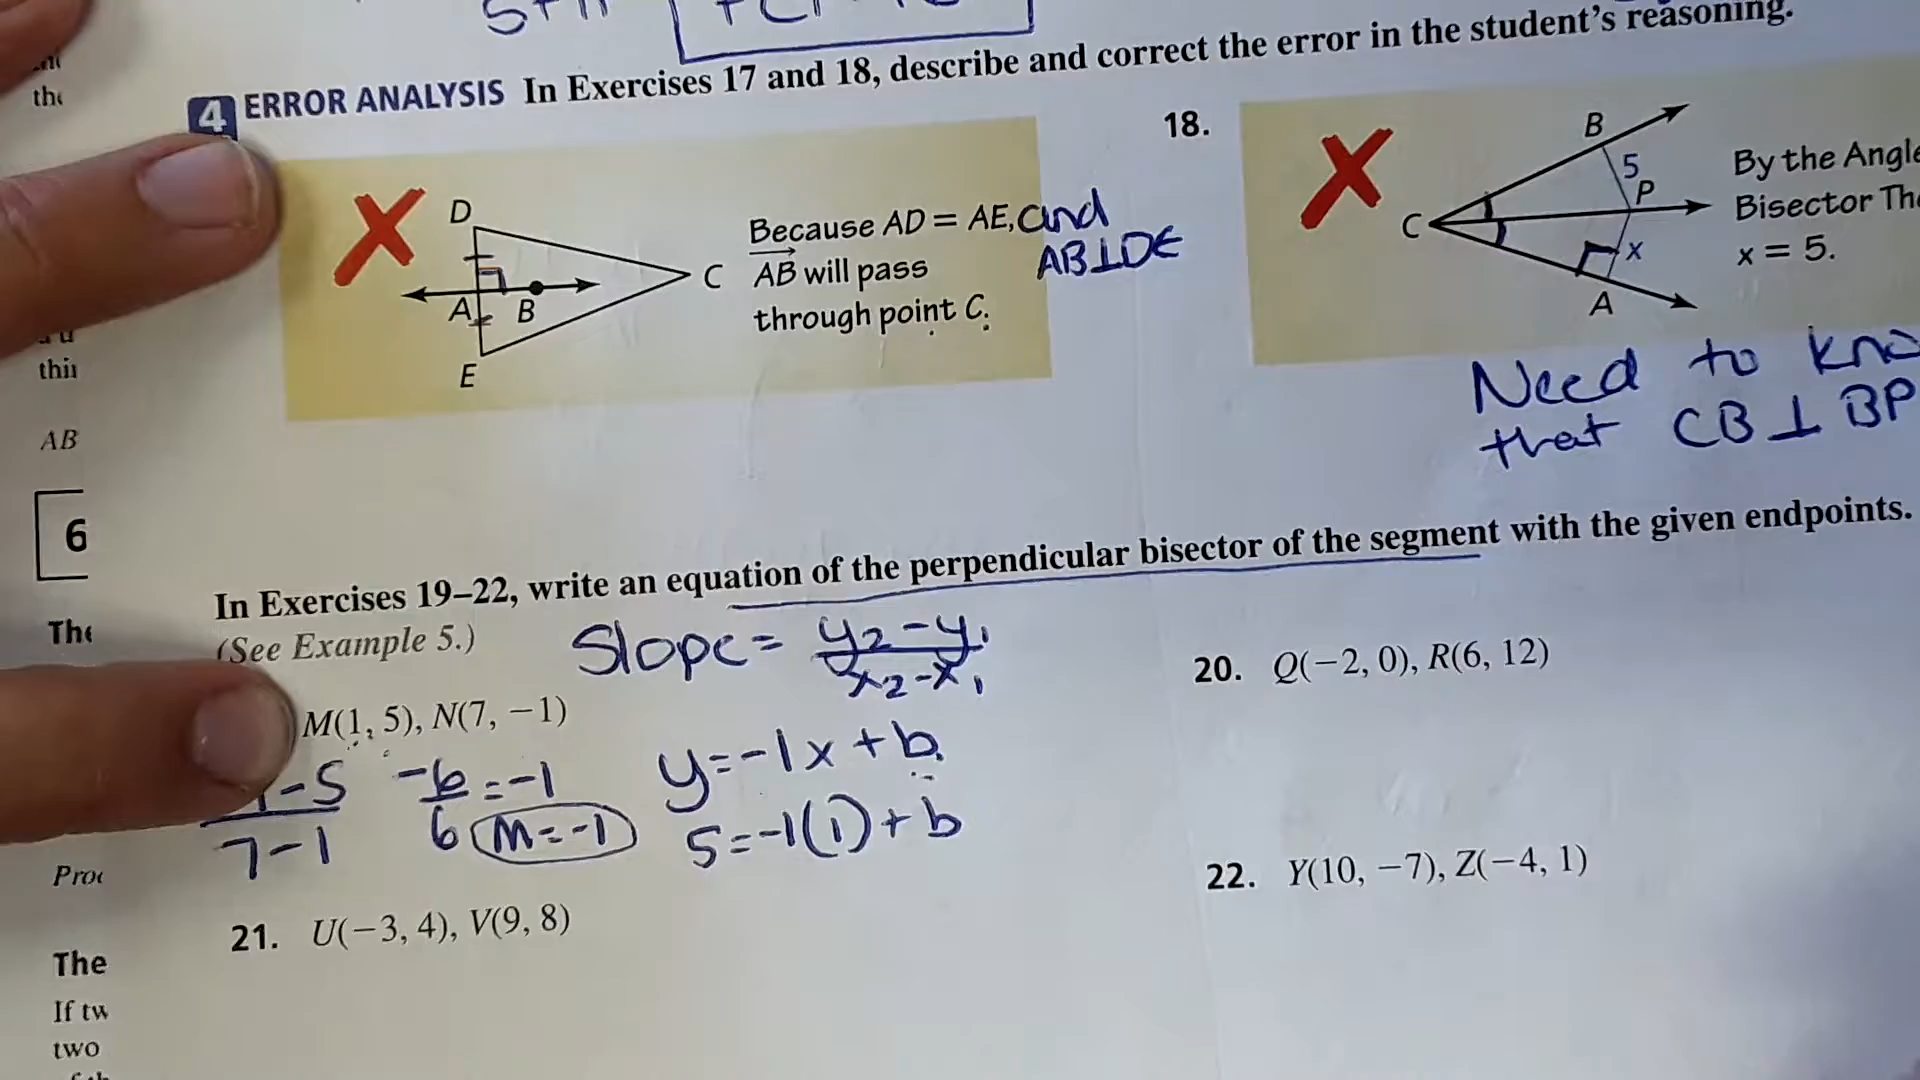 the
4 ERROR ANALYSIS In Exercises 17 and 18, describe and correct the error in the student's reasoning.
D
A
B
E
C
Because AD = AE, and
AB⊥DE
AB will pass
through point C.
18.
B
5
P
C
x
A
By the Angle
Bisector
x = 5.
Need to
that CB ⊥ BP
AB
6
In Exercises 19–22, write an equation of the perpendicular bisector of the segment with the given endpoints.
(See Example 5.)
Slope = y2-y1
x2-x1
M(1, 5), N(7, −1)
-5
7-1
-6 = -1
6
m=-1
y=-1x+b
5=-1(1)+b
20. Q(−2, 0), R(6, 12)
21. U(−3, 4), V(9, 8)
22. Y(10, −7), Z(−4, 1)
The
If tw
two